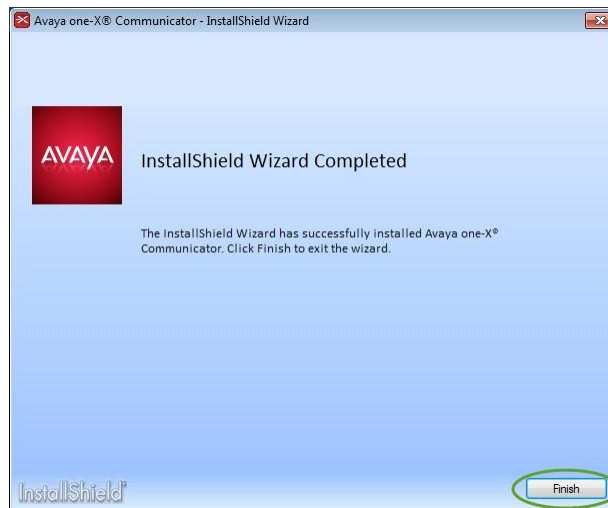 Avaya one-X® Communicator - InstallShield Wizard
AVAYA
InstallShield Wizard Completed
The InstallShield Wizard has successfully installed Avaya one-X®
Communicator. Click Finish to exit the wizard.
InstallShield®
Finish